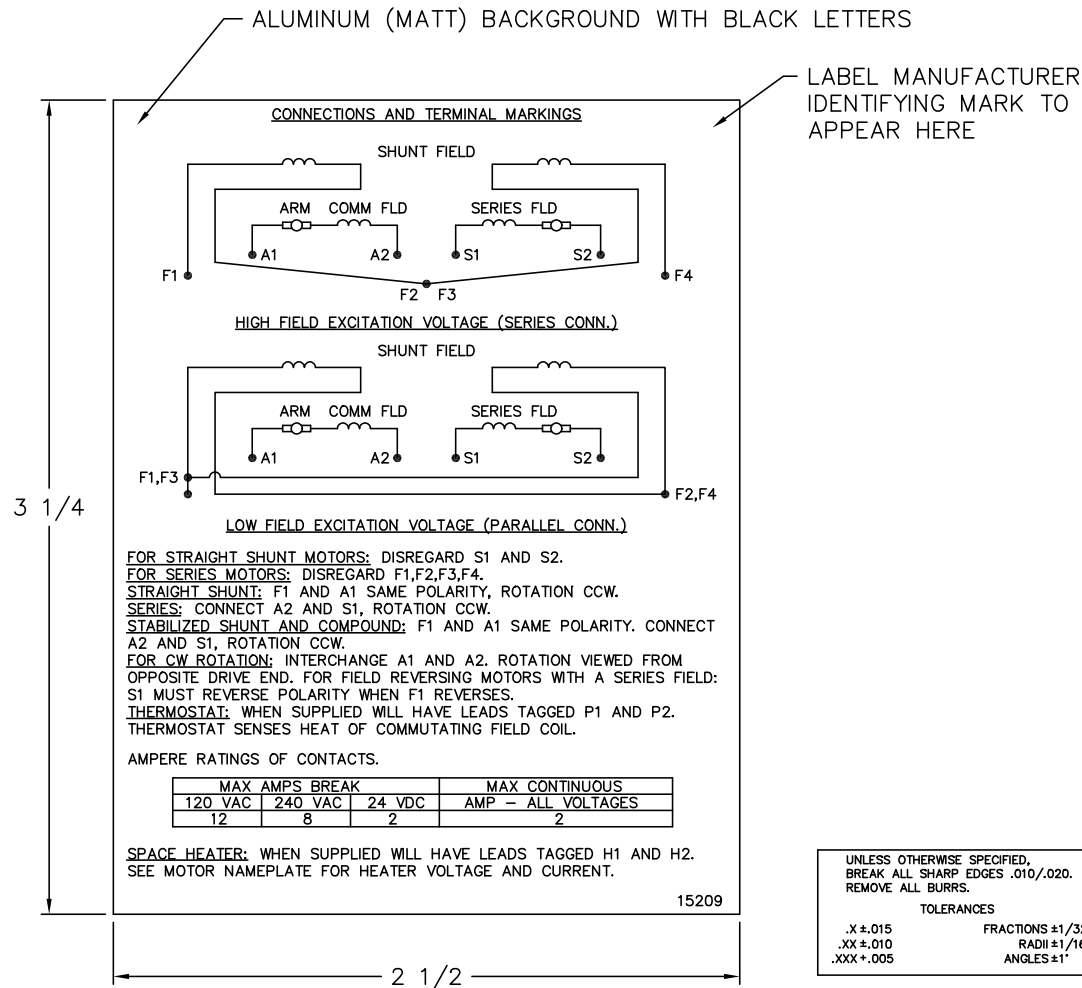 ALUMINUM (MATT) BACKGROUND WITH BLACK LETTERS
LABEL MANUFACTURER
IDENTIFYING MARK TO
APPEAR HERE
CONNECTIONS AND TERMINAL MARKINGS
SHUNT FIELD
ARM COMM FLD SERIES FLD
A1 A2 S1 S2
F1 F4
F2 F3
HIGH FIELD EXCITATION VOLTAGE (SERIES CONN.)
SHUNT FIELD
ARM COMM FLD SERIES FLD
A1 A2 S1 S2
F1,F3
F2,F4
3 1/4
LOW FIELD EXCITATION VOLTAGE (PARALLEL CONN.)
FOR STRAIGHT SHUNT MOTORS: DISREGARD S1 AND S2.
FOR SERIES MOTORS: DISREGARD F1,F2,F3,F4.
STRAIGHT SHUNT: F1 AND A1 SAME POLARITY, ROTATION CCW.
SERIES: CONNECT A2 AND S1, ROTATION CCW.
STABILIZED SHUNT AND COMPOUND: F1 AND A1 SAME POLARITY. CONNECT
A2 AND S1, ROTATION CCW.
FOR CW ROTATION: INTERCHANGE A1 AND A2. ROTATION VIEWED FROM
OPPOSITE DRIVE END. FOR FIELD REVERSING MOTORS WITH A SERIES FIELD:
S1 MUST REVERSE POLARITY WHEN F1 REVERSES.
THERMOSTAT: WHEN SUPPLIED WILL HAVE LEADS TAGGED P1 AND P2.
THERMOSTAT SENSES HEAT OF COMMUTATING FIELD COIL.
AMPERE RATINGS OF CONTACTS.
MAX AMPS BREAK MAX CONTINUOUS
120 VAC 240 VAC 24 VDC AMP – ALL VOLTAGES
12 8 2 2
SPACE HEATER: WHEN SUPPLIED WILL HAVE LEADS TAGGED H1 AND H2.
SEE MOTOR NAMEPLATE FOR HEATER VOLTAGE AND CURRENT.
15209
2 1/2
UNLESS OTHERWISE SPECIFIED,
BREAK ALL SHARP EDGES .010/.020.
REMOVE ALL BURRS.
TOLERANCES
.X ±.015 FRACTIONS ±1/32
.XX ±.010 RADII ±1/16
.XXX +.005 ANGLES ±1°